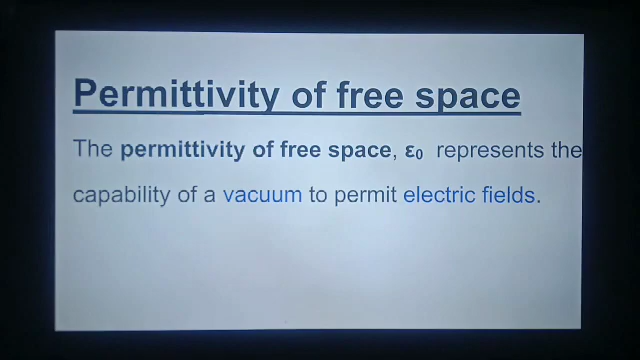 Permittivity of free space
The permittivity of free space, ε₀ represents the
capability of a vacuum to permit electric fields.